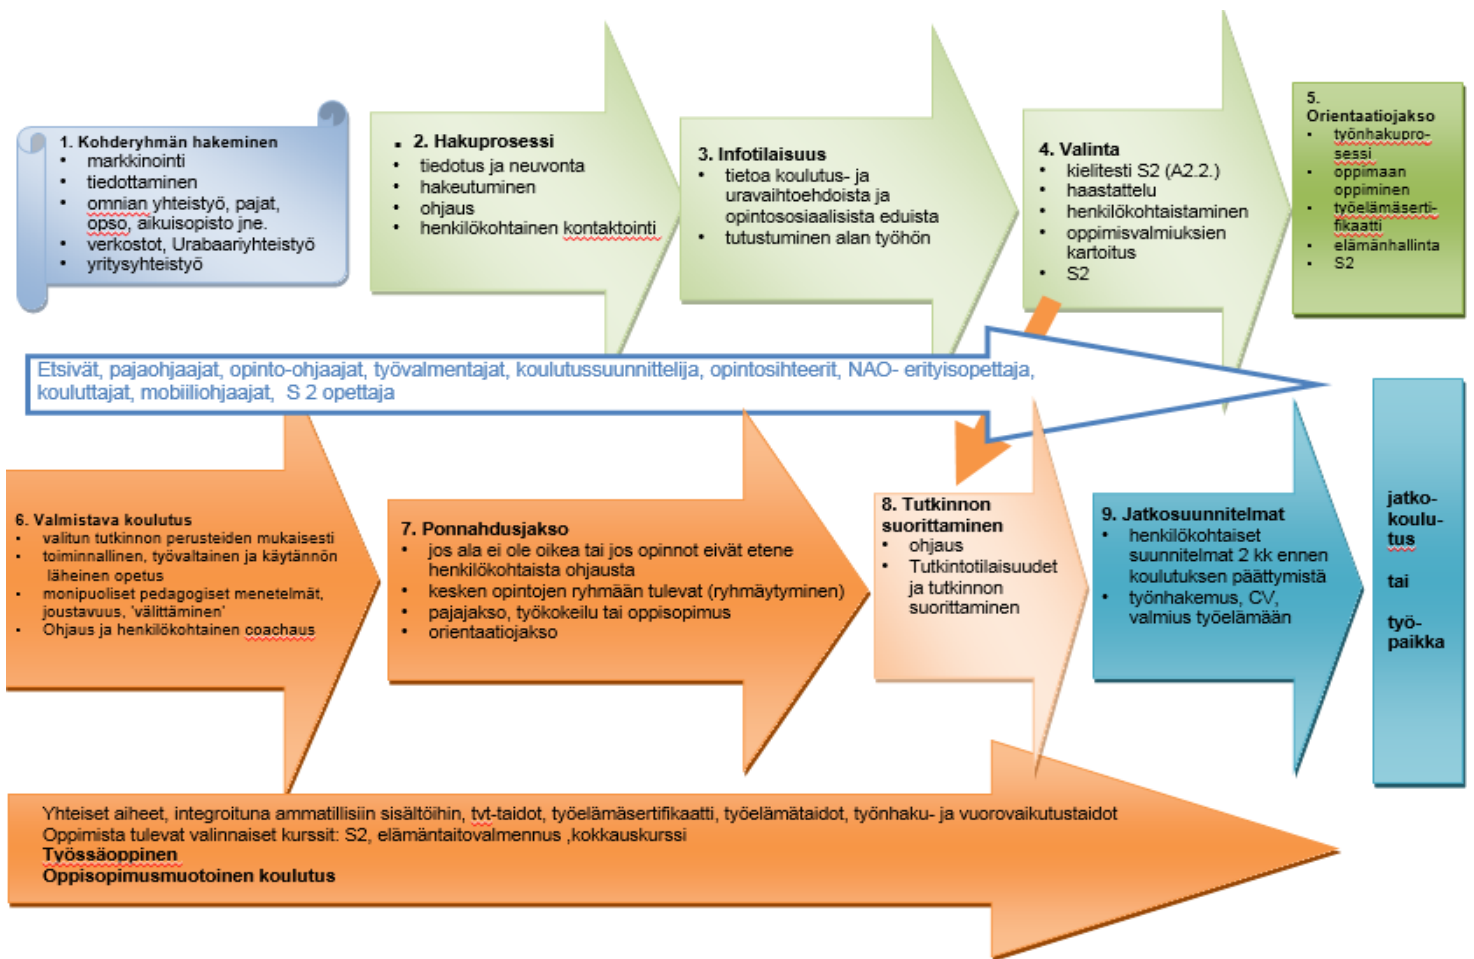 1. Kohderyhmän hakeminen
• markkinointi
• tiedottaminen
• omnian yhteistyö, pajat,
opso, aikuisopisto jne.
• verkostot, Urabaariyhteistyö
• yritysyhteistyö
. 2. Hakuprosessi
• tiedotus ja neuvonta
• hakeutuminen
• ohjaus
• henkilökohtainen kontaktointi
3. Infotilaisuus
• tietoa koulutus- ja
uravaihtoehdoista ja
opintososiaalisista eduista
• tutustuminen alan työhön
4. Valinta
• kielitesti S2 (A2.2.)
• haastattelu
• henkilökohtaistaminen
• oppimisvalmiuksien
kartoitus
• S2
5.
Orientaatiojakso
• työnhakupro-
sessi
• oppimaan
oppiminen
• työelämäserti-
fikaatti
• elämänhallinta
• S2
Etsivät, pajaohjaajat, opinto-ohjaajat, työvalmentajat, koulutussuunnittelija, opintosihteerit, NAO- erityisopettaja,
kouluttajat, mobiiliohjaajat, S 2 opettaja
6. Valmistava koulutus
• valitun tutkinnon perusteiden mukaisesti
• toiminnallinen, työvaltainen ja käytännön
läheinen opetus
• monipuoliset pedagogiset menetelmät,
joustavuus, 'välittäminen'
• Ohjaus ja henkilökohtainen coachaus
7. Ponnahdusjakso
• jos ala ei ole oikea tai jos opinnot eivät etene
henkilökohtaista ohjausta
• kesken opintojen ryhmään tulevat (ryhmäytyminen)
• pajajakso, työkokeilu tai oppisopimus
• orientaatiojakso
8. Tutkinnon
suorittaminen
• ohjaus
• Tutkintotilaisuudet
ja tutkinnon
suorittaminen
9. Jatkosuunnitelmat
• henkilökohtaiset
suunnitelmat 2 kk ennen
koulutuksen päättymistä
• työnhakemus, CV,
valmius työelämään
jatko-
koulu-
tus
tai
työ-
paikka
Yhteiset aiheet, integroituna ammatillisiin sisältöihin, tvt-taidot, työelämäsertifikaatti, työelämätaidot, työnhaku- ja vuorovaikutustaidot
Oppimista tulevat valinnaiset kurssit: S2, elämäntaitovalmennus ,kokkauskurssi
Työssäoppinen
Oppisopimusmuotoinen koulutus